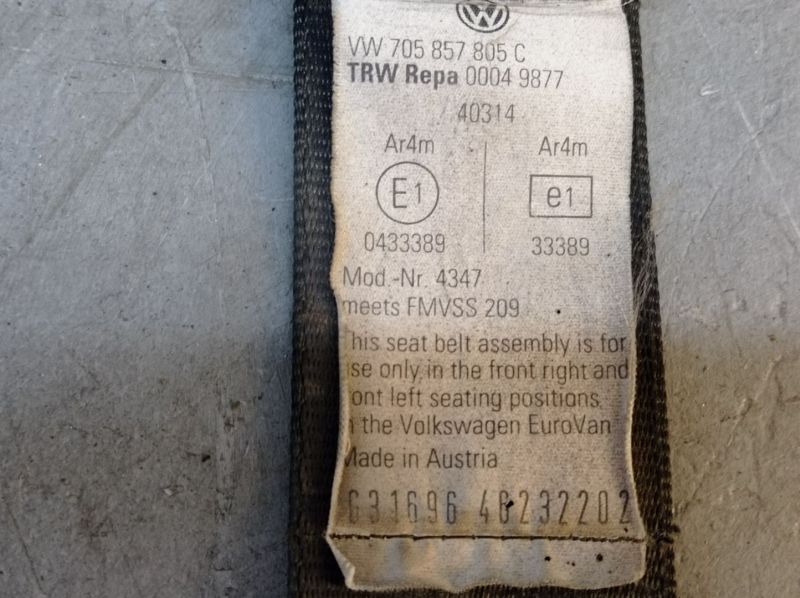 VW 705 857 805 C
TRW Repa 0004 9877
40314
Ar4m Ar4m
E1 e1
0433389 33389
Mod.-Nr. 4347
meets FMVSS 209
his seat belt assembly is for
se only in the front right and
ont left seating positions
the Volkswagen EuroVan
Made in Austria